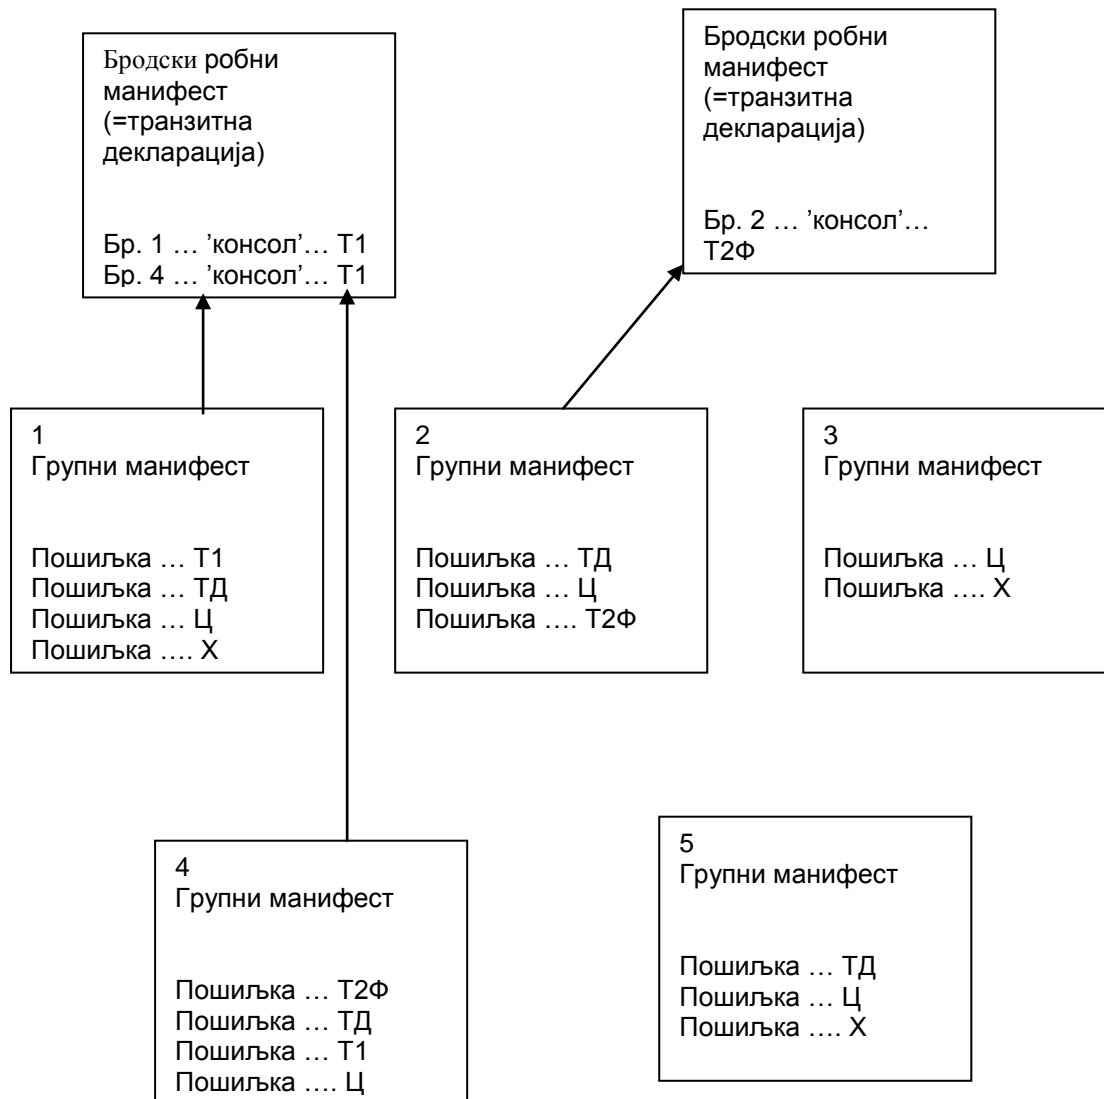 Бродски робни
манифест
(=транзитна
декларација)
Бр. 1 … ’консол’… Т1
Бр. 4 … ’консол’… Т1
Бродски робни
манифест
(=транзитна
декларација)
Бр. 2 … ’консол’…
Т2Ф
1
Групни манифест
Пошиљка … Т1
Пошиљка … ТД
Пошиљка … Ц
Пошиљка …. Х
2
Групни манифест
Пошиљка … ТД
Пошиљка … Ц
Пошиљка …. Т2Ф
3
Групни манифест
Пошиљка … Ц
Пошиљка …. Х
4
Групни манифест
Пошиљка … Т2Ф
Пошиљка … ТД
Пошиљка … Т1
Пошиљка …. Ц
5
Групни манифест
Пошиљка … ТД
Пошиљка … Ц
Пошиљка …. Х